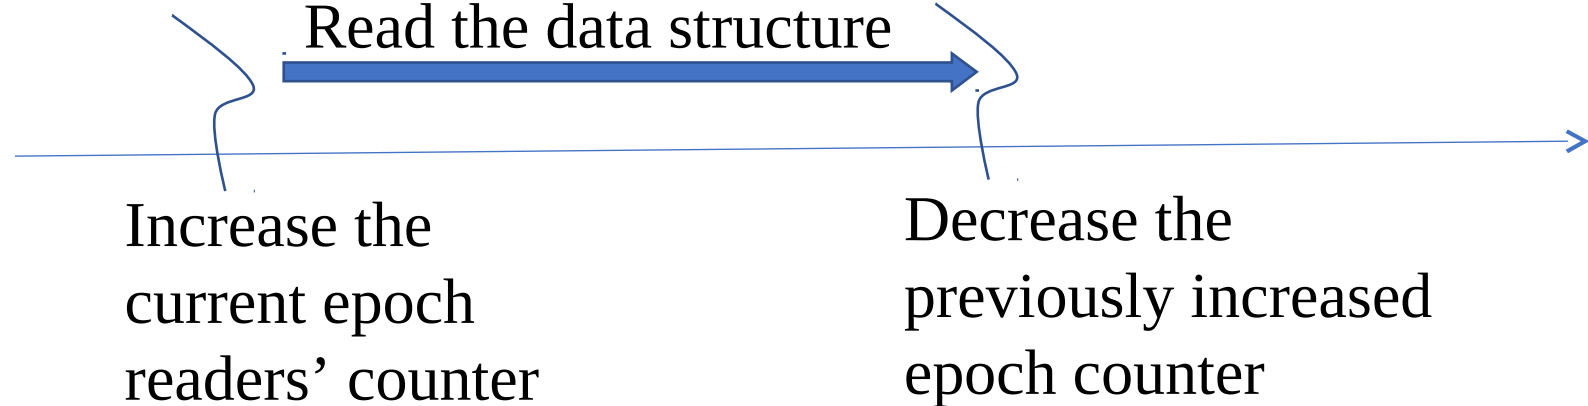 Read the data structure
Increase the
current epoch
readers’ counter
Decrease the
previously increased
epoch counter